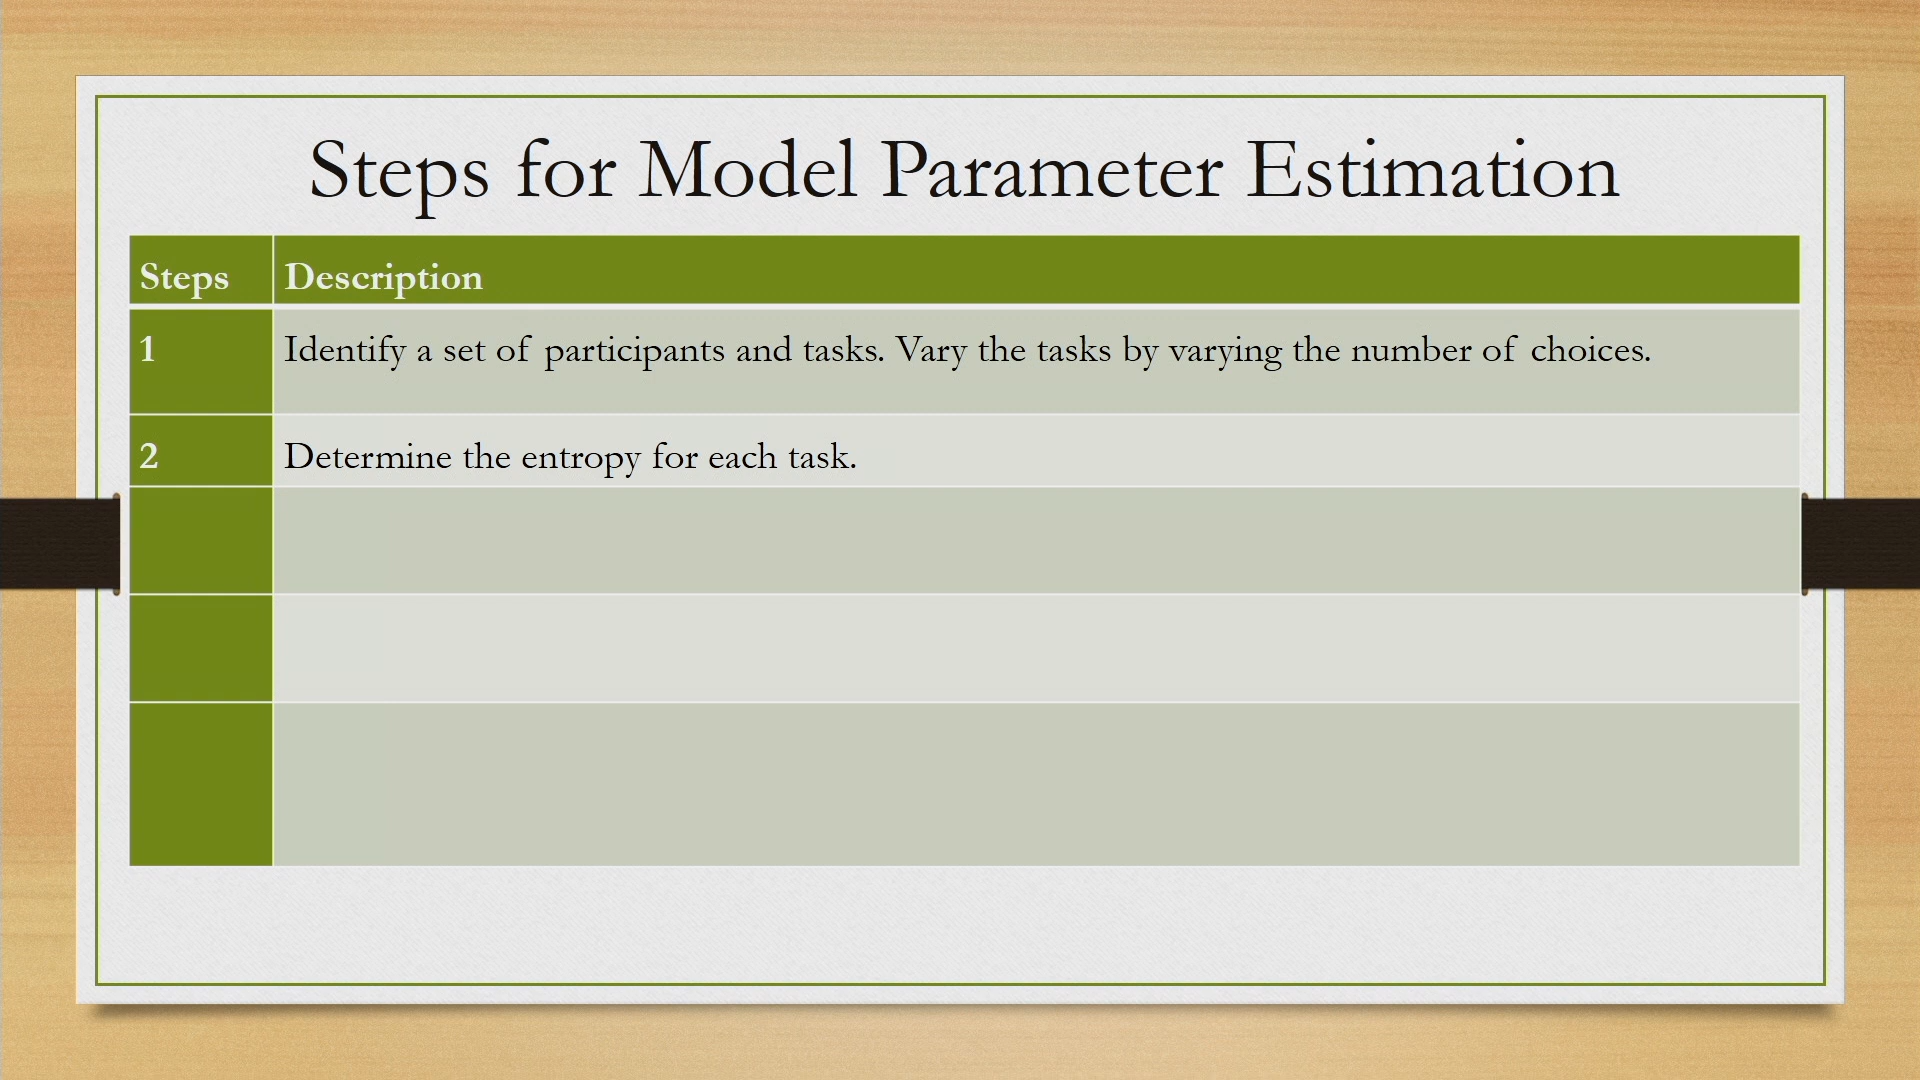 Steps for Model Parameter Estimation
Steps Description
1 Identify a set of participants and tasks. Vary the tasks by varying the number of choices.
2 Determine the entropy for each task.